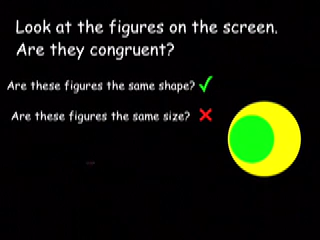 Look at the figures on the screen.
Are they congruent?
Are these figures the same shape? ✓
Are these figures the same size? ✗